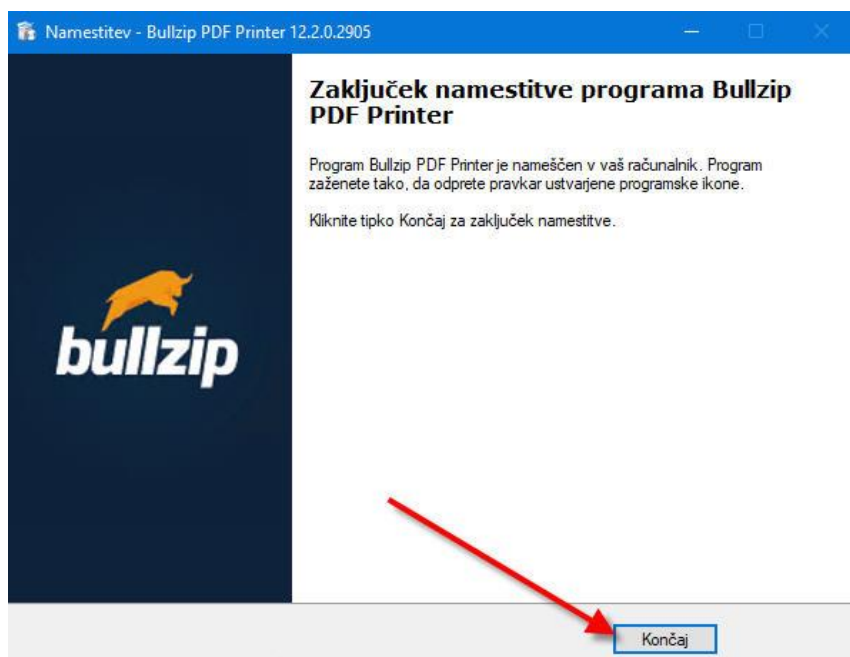 Namestitev - Bullzip PDF Printer 12.2.0.2905
Zaključek namestitve programa Bullzip
PDF Printer
Program Bullzip PDF Printer je nameščen v vaš računalnik. Program
zaženete tako, da odprete pravkar ustvarjene programske ikone.
Kliknite tipko Končaj za zaključek namestitve.
bullzip
Končaj